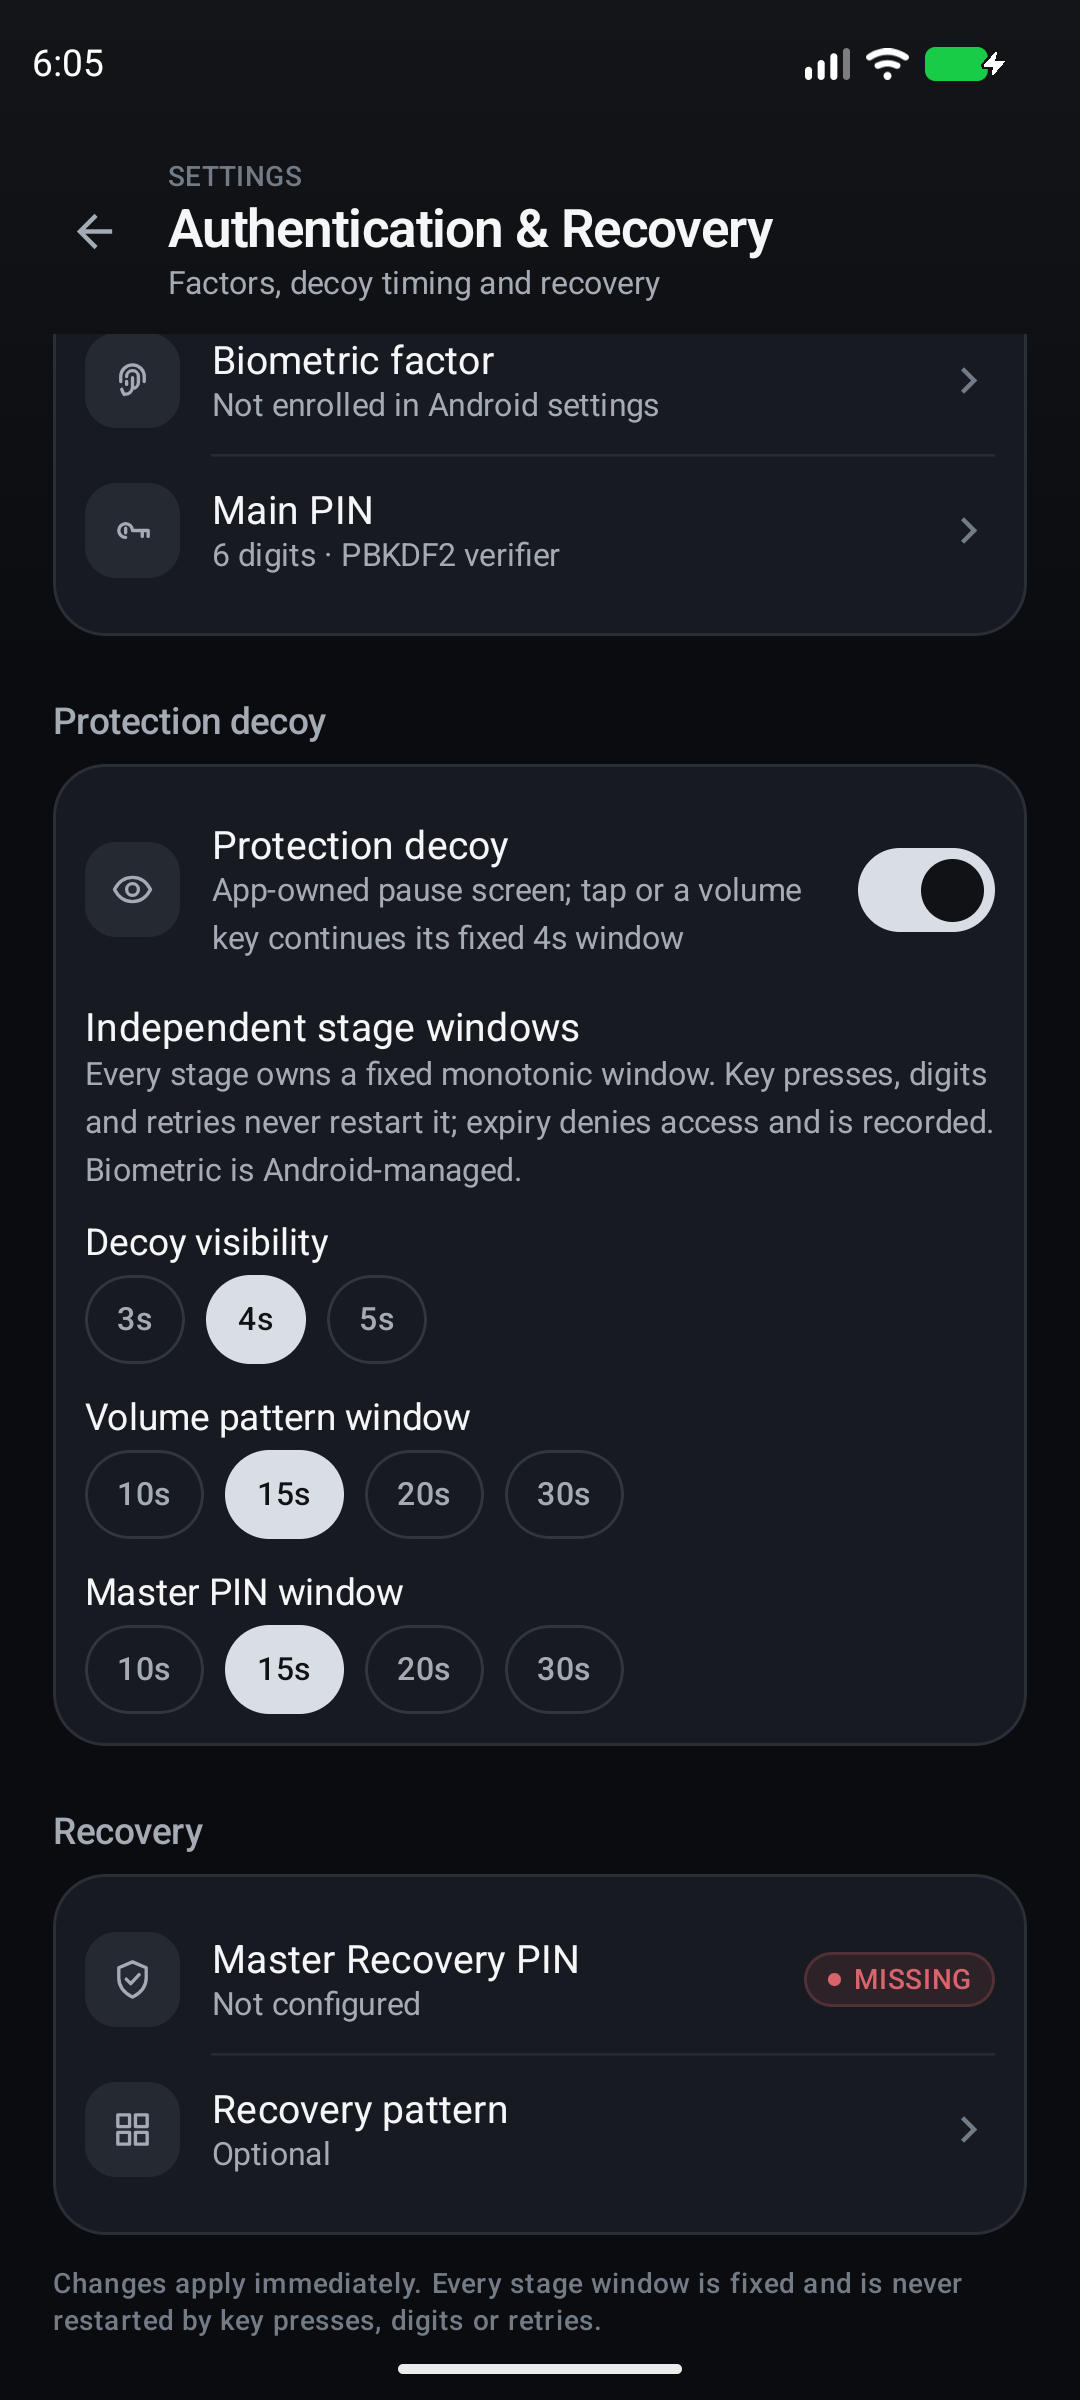 6:05
SETTINGS
Authentication & Recovery
Factors, decoy timing and recovery
Biometric factor
Not enrolled in Android settings
Main PIN
6 digits · PBKDF2 verifier
Protection decoy
Protection decoy
App-owned pause screen; tap or a volume
key continues its fixed 4s window
Independent stage windows
Every stage owns a fixed monotonic window. Key presses, digits
and retries never restart it; expiry denies access and is recorded.
Biometric is Android-managed.
Decoy visibility
3s 4s 5s
Volume pattern window
10s 15s 20s 30s
Master PIN window
10s 15s 20s 30s
Recovery
Master Recovery PIN
Not configured
MISSING
Recovery pattern
Optional
Changes apply immediately. Every stage window is fixed and is never
restarted by key presses, digits or retries.